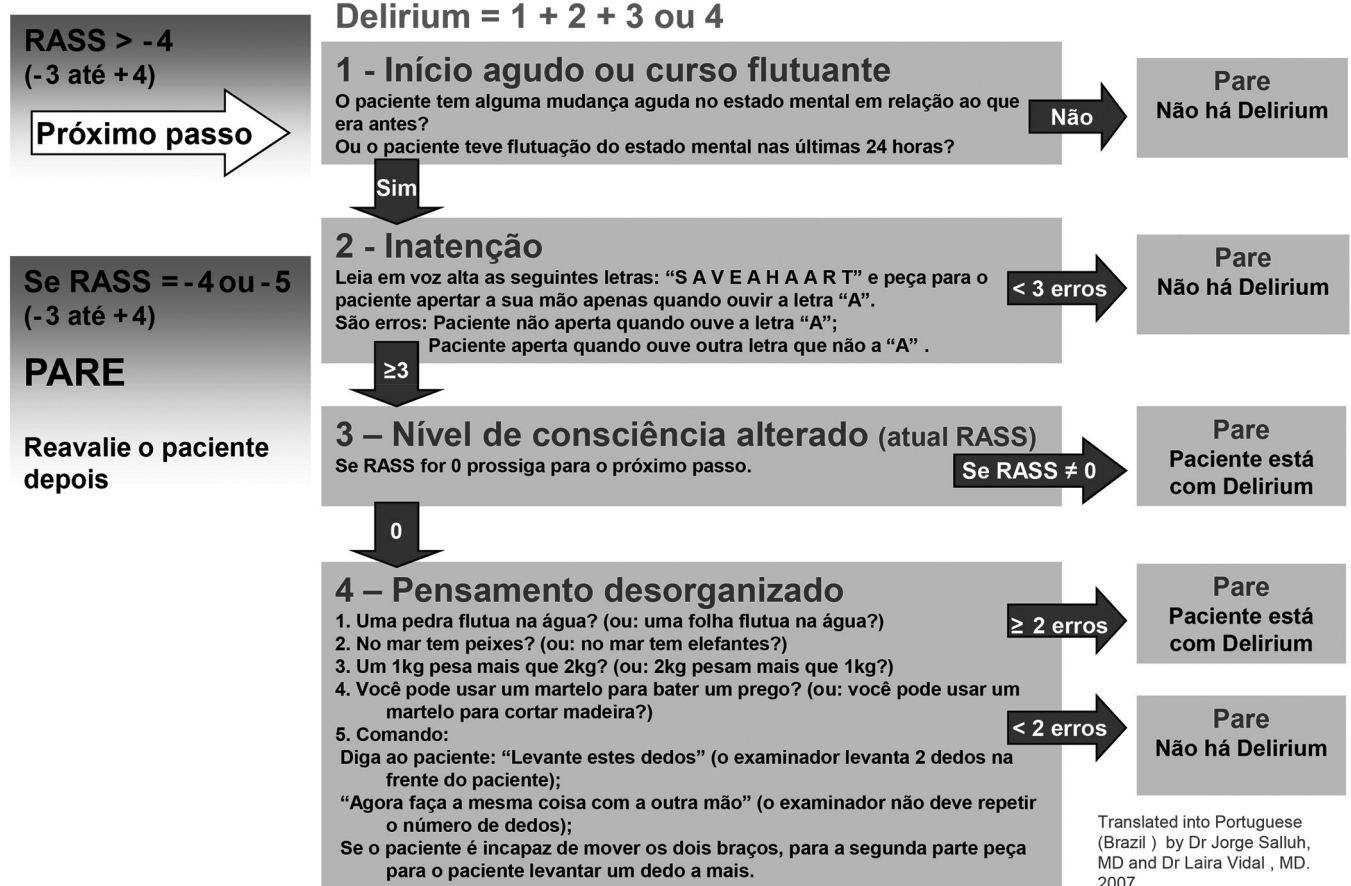 Delirium = 1 + 2 + 3 ou 4
RASS > -4
(-3 até +4)
Próximo passo
Se RASS = -4 ou -5
(-3 até +4)
PARE
Reavalie o paciente
depois
1 - Início agudo ou curso flutuante
O paciente tem alguma mudança aguda no estado mental em relação ao que
era antes?
Ou o paciente teve flutuação do estado mental nas últimas 24 horas?
Não
Pare
Não há Delirium
Sim
2 - Inatenção
Leia em voz alta as seguintes letras: “S A V E A H A A R T” e peça para o
paciente apertar a sua mão apenas quando ouvir a letra “A”.
São erros: Paciente não aperta quando ouve a letra “A”;
Paciente aperta quando ouve outra letra que não a “A” .
< 3 erros
Pare
Não há Delirium
≥3
3 – Nível de consciência alterado (atual RASS)
Se RASS for 0 prossiga para o próximo passo.
Se RASS ≠ 0
Pare
Paciente está
com Delirium
0
4 – Pensamento desorganizado
1. Uma pedra flutua na água? (ou: uma folha flutua na água?)
2. No mar tem peixes? (ou: no mar tem elefantes?)
3. Um 1kg pesa mais que 2kg? (ou: 2kg pesam mais que 1kg?)
4. Você pode usar um martelo para bater um prego? (ou: você pode usar um
martelo para cortar madeira?)
5. Comando:
Diga ao paciente: “Levante estes dedos” (o examinador levanta 2 dedos na
frente do paciente);
“Agora faça a mesma coisa com a outra mão” (o examinador não deve repetir
o número de dedos);
Se o paciente é incapaz de mover os dois braços, para a segunda parte peça
para o paciente levantar um dedo a mais.
≥ 2 erros
Pare
Paciente está
com Delirium
< 2 erros
Pare
Não há Delirium
Translated into Portuguese
(Brazil ) by Dr Jorge Salluh,
MD and Dr Laira Vidal , MD.
2007